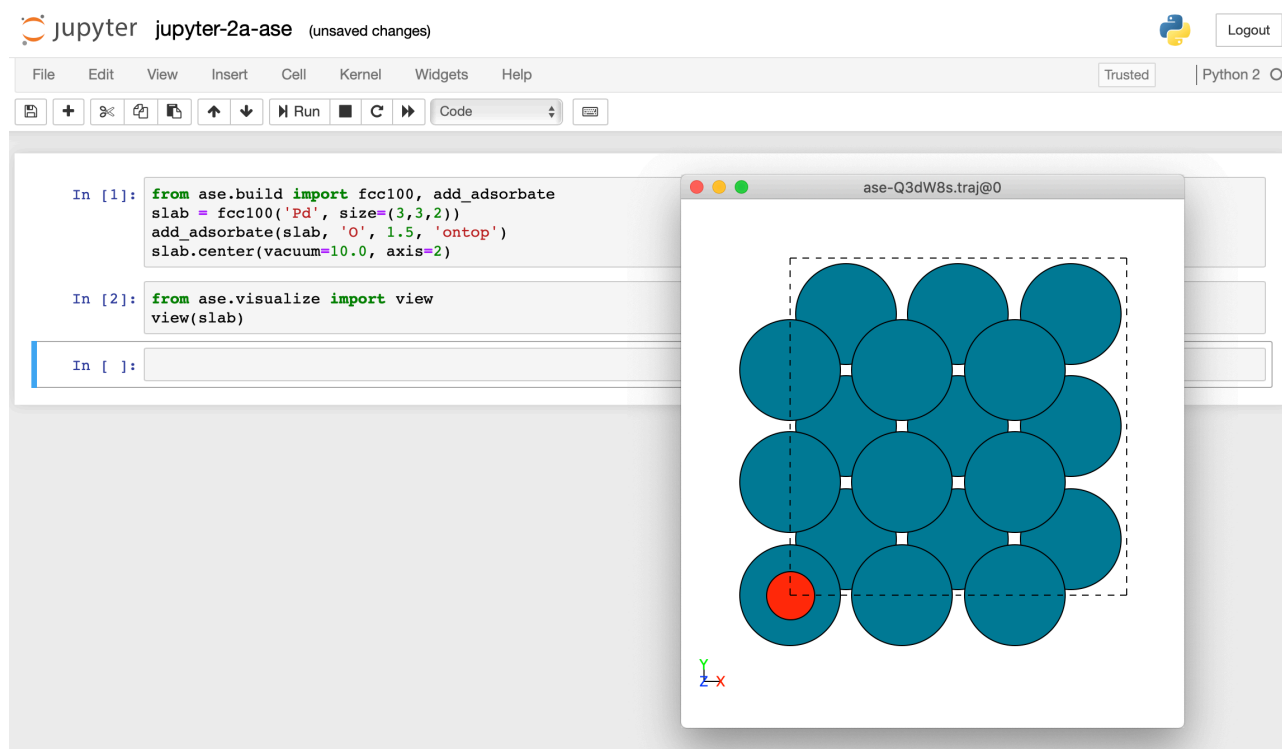 jupyter jupyter-2a-ase (unsaved changes) Logout
File Edit View Insert Cell Kernel Widgets Help Trusted Python 2
Run Code
In [1]: from ase.build import fcc100, add_adsorbate
slab = fcc100('Pd', size=(3,3,2))
add_adsorbate(slab, 'O', 1.5, 'ontop')
slab.center(vacuum=10.0, axis=2)
In [2]: from ase.visualize import view
view(slab)
In [ ]:
ase-Q3dW8s.traj@0
Y
Z X